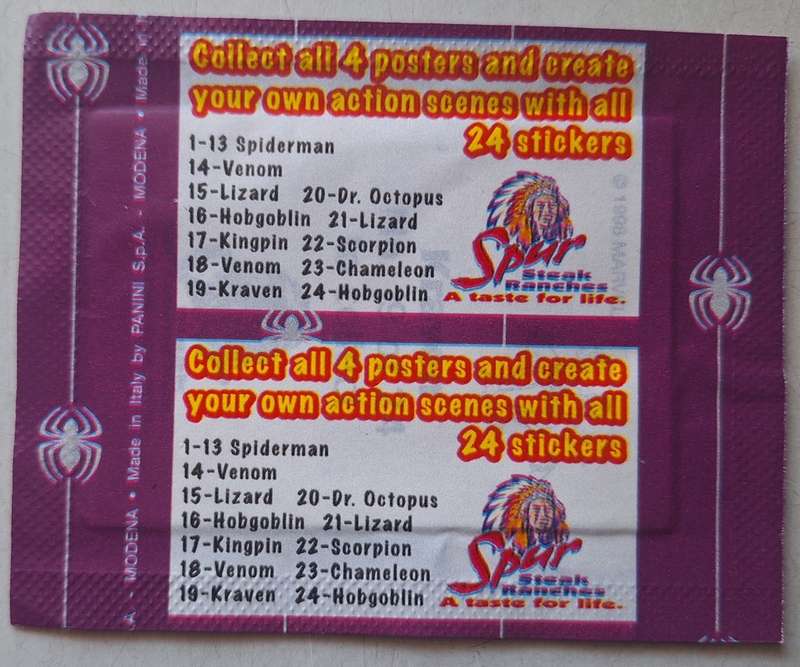 Collect all 4 posters and create
your own action scenes with all
24 stickers
1-13 Spiderman
14-Venom
15-Lizard 20-Dr. Octopus
16-Hobgoblin 21-Lizard
17-Kingpin 22-Scorpion
18-Venom 23-Chameleon
19-Kraven 24-Hobgoblin
Spur
Steak
Ranches
A taste for life.
Collect all 4 posters and create
your own action scenes with all
24 stickers
1-13 Spiderman
14-Venom
15-Lizard 20-Dr. Octopus
16-Hobgoblin 21-Lizard
17-Kingpin 22-Scorpion
18-Venom 23-Chameleon
19-Kraven 24-Hobgoblin
Spur
Steak
Ranches
A taste for life.
A. - MODENA • Made in Italy by PANINI S.p.A. - MODENA • Made in